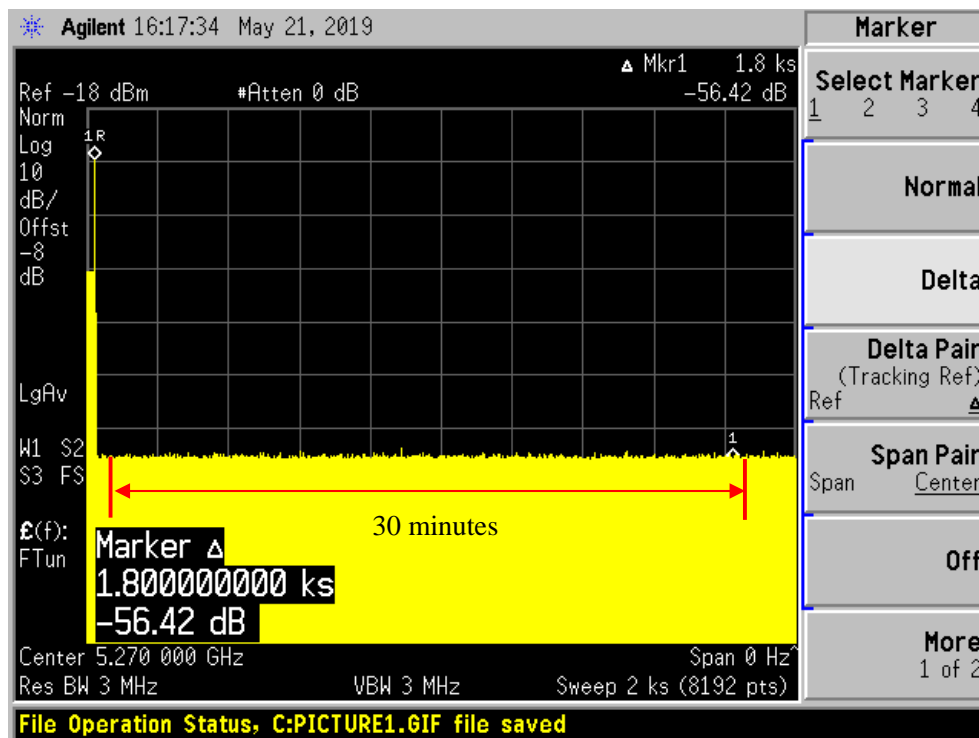 Agilent 16:17:34 May 21, 2019
Marker
Δ Mkr1 1.8 ks
Ref -18 dBm #Atten 0 dB -56.42 dB
Norm
Log
10
dB/
Offst
-8
dB
1R
LgAv
W1 S2
S3 FS
£(f):
FTun
1
30 minutes
Marker Δ
1.800000000 ks
-56.42 dB
Center 5.270 000 GHz Span 0 Hz^
Res BW 3 MHz VBW 3 MHz Sweep 2 ks (8192 pts)
Select Marker
1 2 3 4
Normal
Delta
Delta Pair
(Tracking Ref)
Ref Δ
Span Pair
Span Center
Off
More
1 of 2
File Operation Status, C:PICTURE1.GIF file saved